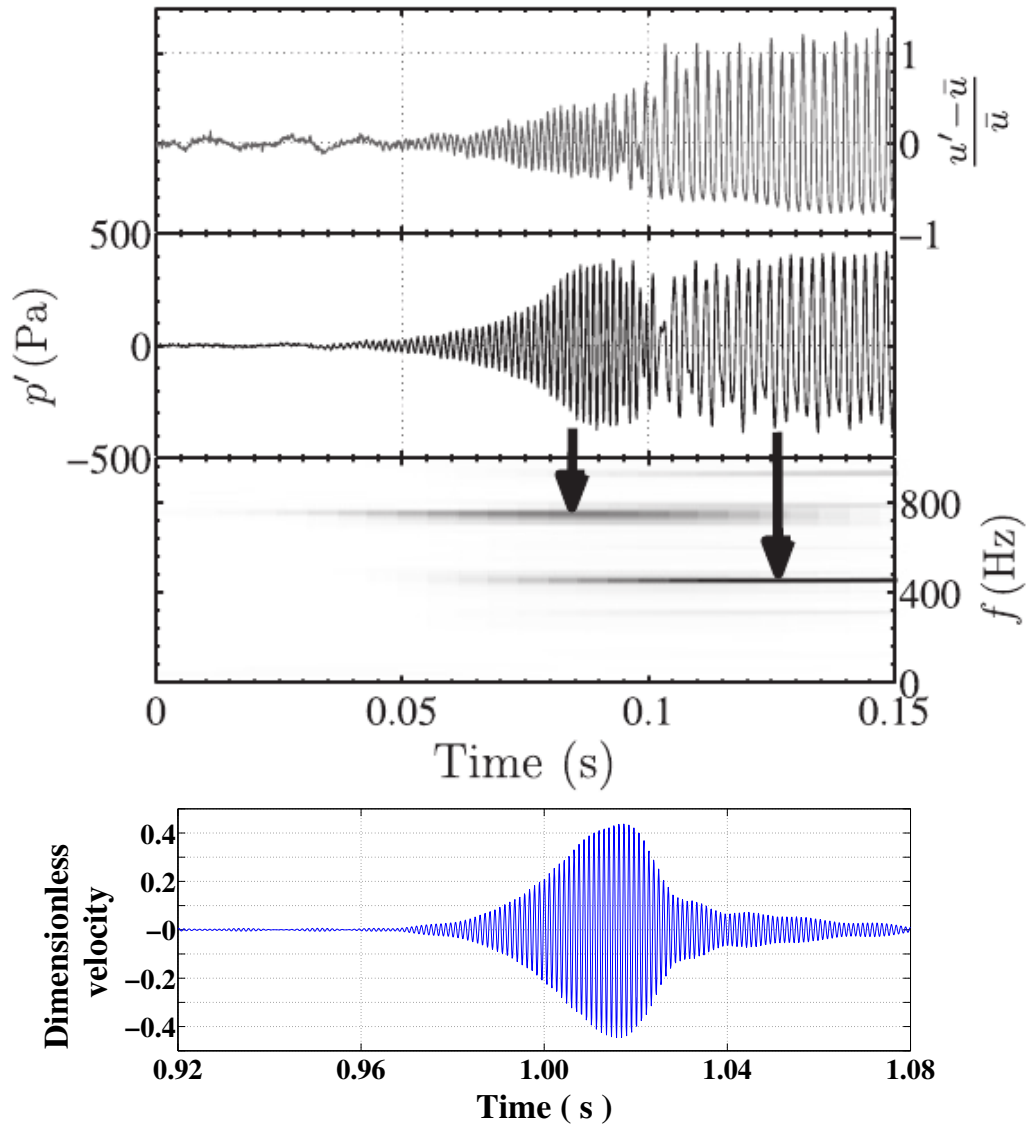 1
0
−1
u′ − ū
ū
500
0
−500
p′ (Pa)
800
400
0
f (Hz)
0 0.05 0.1 0.15
Time (s)
0.4
0.2
−0
−0.2
−0.4
Dimensionless
velocity
0.92 0.96 1.00 1.04 1.08
Time ( s )